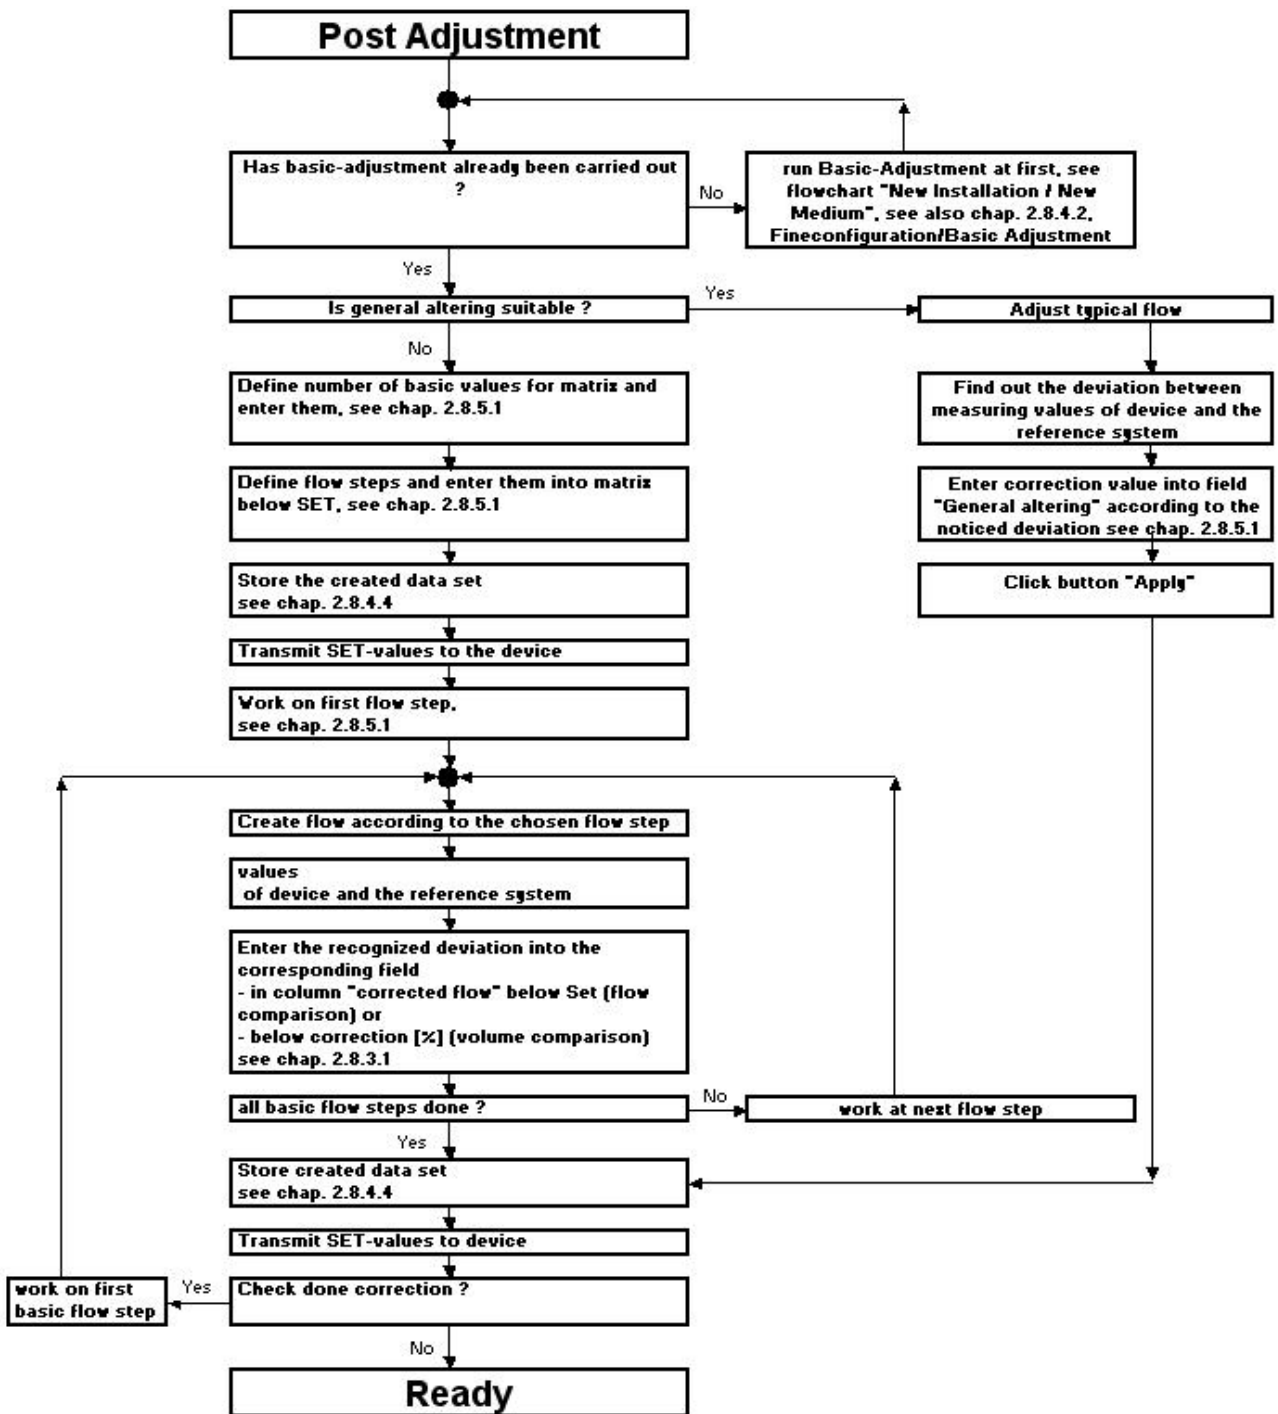 Post Adjustment
Has basic-adjustment already been carried out
?
No
run Basic-Adjustment at first, see
flowchart "New Installation / New
Medium", see also chap. 2.8.4.2,
Fineconfiguration/Basic Adjustment
Yes
Is general altering suitable ?
Yes
Adjust typical flow
No
Define number of basic values for matrix and
enter them, see chap. 2.8.5.1
Find out the deviation between
measuring values of device and the
reference system
Define flow steps and enter them into matrix
below SET, see chap. 2.8.5.1
Enter correction value into field
"General altering" according to the
noticed deviation see chap. 2.8.5.1
Store the created data set
see chap. 2.8.4.4
Click button "Apply"
Transmit SET-values to the device
Work on first flow step,
see chap. 2.8.5.1
Create flow according to the chosen flow step
values
of device and the reference system
Enter the recognized deviation into the
corresponding field
- in column "corrected flow" below Set (flow
comparison) or
- below correction [%] (volume comparison)
see chap. 2.8.3.1
all basic flow steps done ?
No
work at next flow step
Yes
Store created data set
see chap. 2.8.4.4
Transmit SET-values to device
Check done correction ?
Yes
work on first
basic flow step
No
Ready